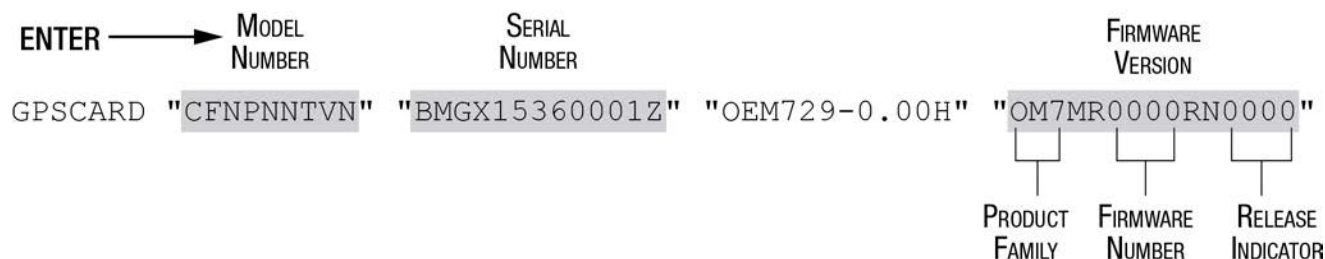 ENTER MODEL NUMBER SERIAL NUMBER FIRMWARE VERSION
GPSCARD "CFNPNNTVN" "BMGX15360001Z" "OEM729-0.00H" "OM7MR0000RN0000"
PRODUCT FAMILY FIRMWARE NUMBER RELEASE INDICATOR